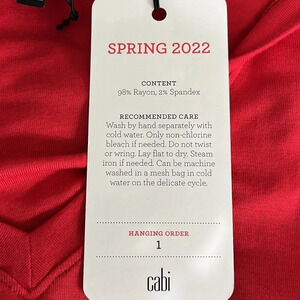 SPRING 2022
CONTENT
98% Rayon, 2% Spandex
RECOMMENDED CARE
Wash by hand separately with
cold water. Only non-chlorine
bleach if needed. Do not twist
or wring. Lay flat to dry. Steam
iron if needed. Can be machine
washed in a mesh bag in cold
water on the delicate cycle.
HANGING ORDER
1
cabi